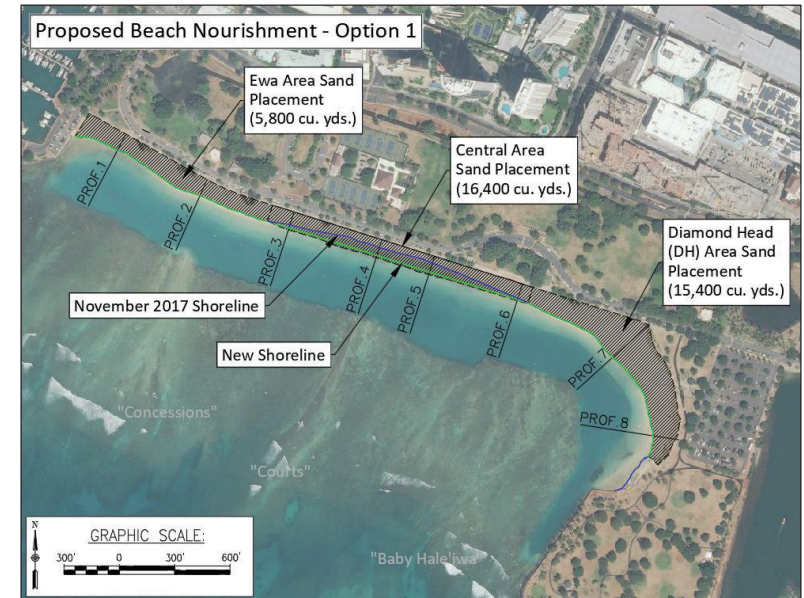 Proposed Beach Nourishment - Option 1
Ewa Area Sand
Placement
(5,800 cu. yds.)
Central Area
Sand Placement
(16,400 cu. yds.)
Diamond Head
(DH) Area Sand
Placement
(15,400 cu. yds.)
PROF.1
PROF.2
PROF.3
PROF.4
PROF.5
PROF.6
PROF.7
PROF.8
November 2017 Shoreline
New Shoreline
"Concessions"
"Courts"
"Baby Hale'iwa"
N
GRAPHIC SCALE:
300' 0 300' 600'